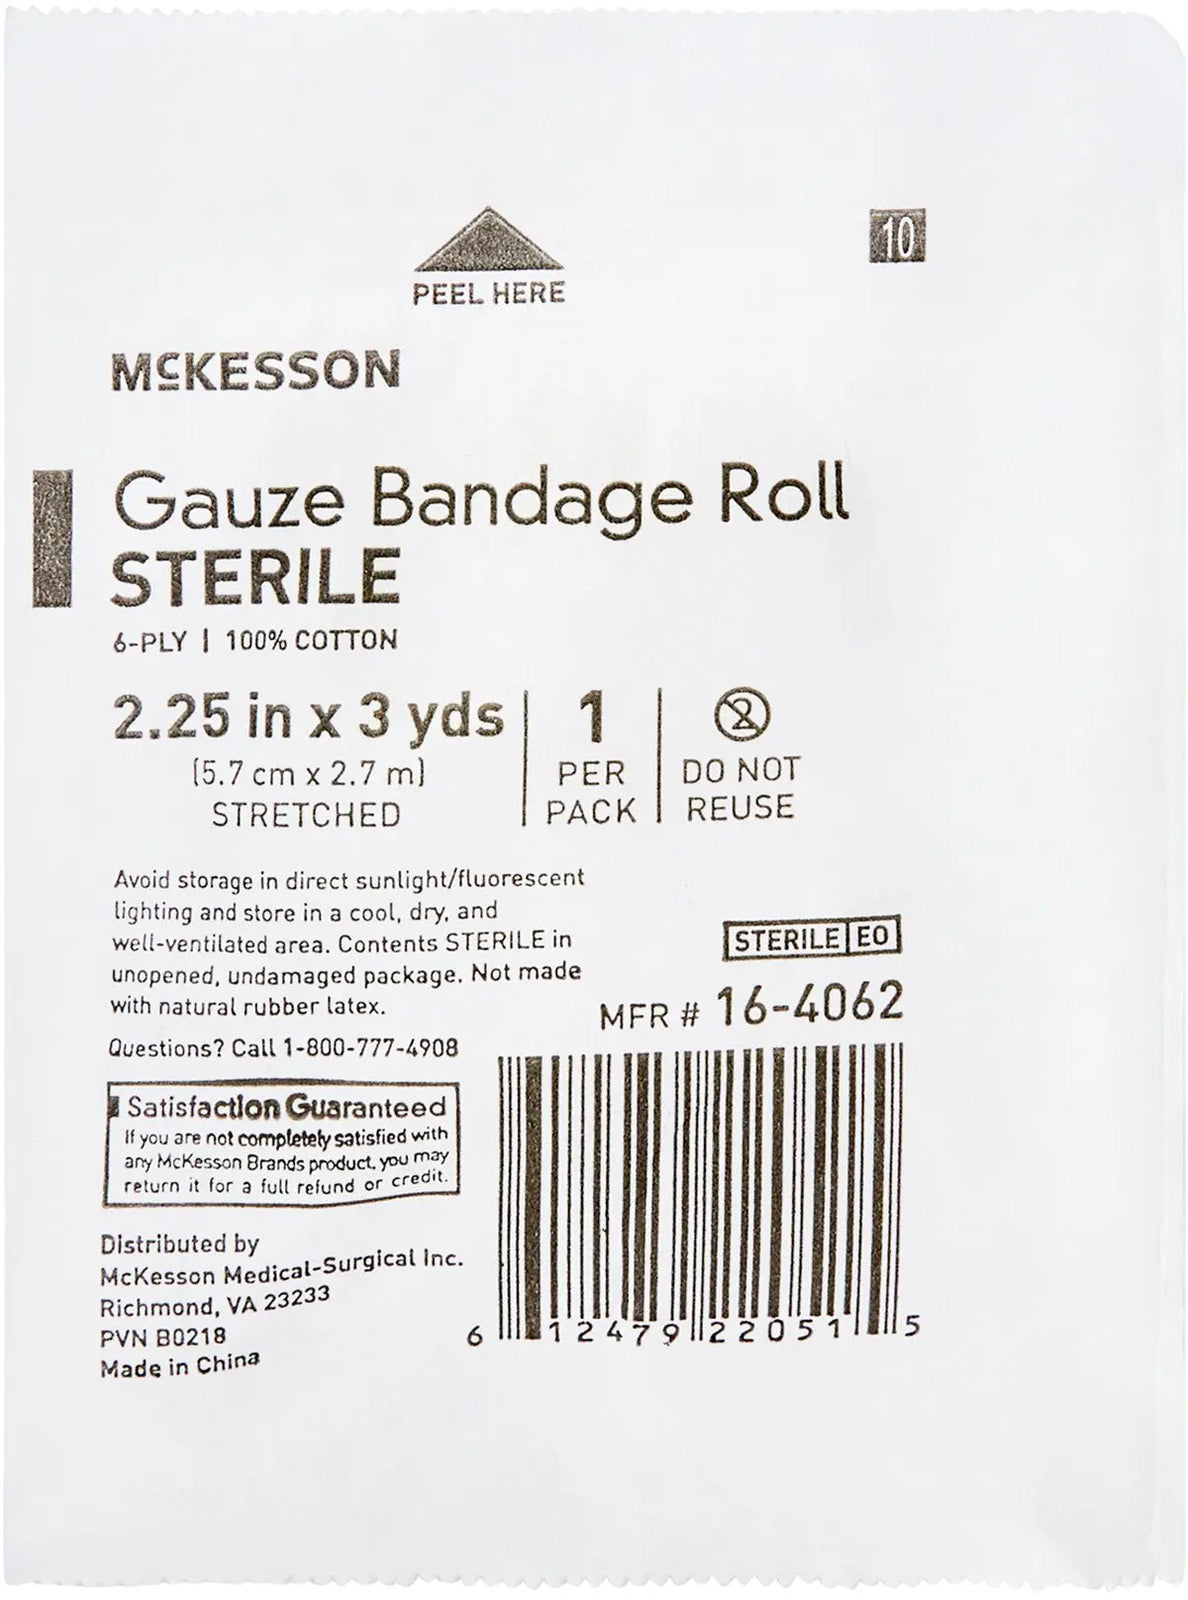 10
PEEL HERE
McKESSON
Gauze Bandage Roll
STERILE
6-PLY | 100% COTTON
2.25 in x 3 yds
(5.7 cm x 2.7 m)
STRETCHED
1
PER
PACK
2
DO NOT
REUSE
Avoid storage in direct sunlight/fluorescent
lighting and store in a cool, dry, and
well-ventilated area. Contents STERILE in
unopened, undamaged package. Not made
with natural rubber latex.
Questions? Call 1-800-777-4908
STERILE EO
MFR # 16-4062
Satisfaction Guaranteed
If you are not completely satisfied with
any McKesson Brands product, you may
return it for a full refund or credit.
Distributed by
McKesson Medical-Surgical Inc.
Richmond, VA 23233
PVN B0218
Made in China
6 12479 22051 5